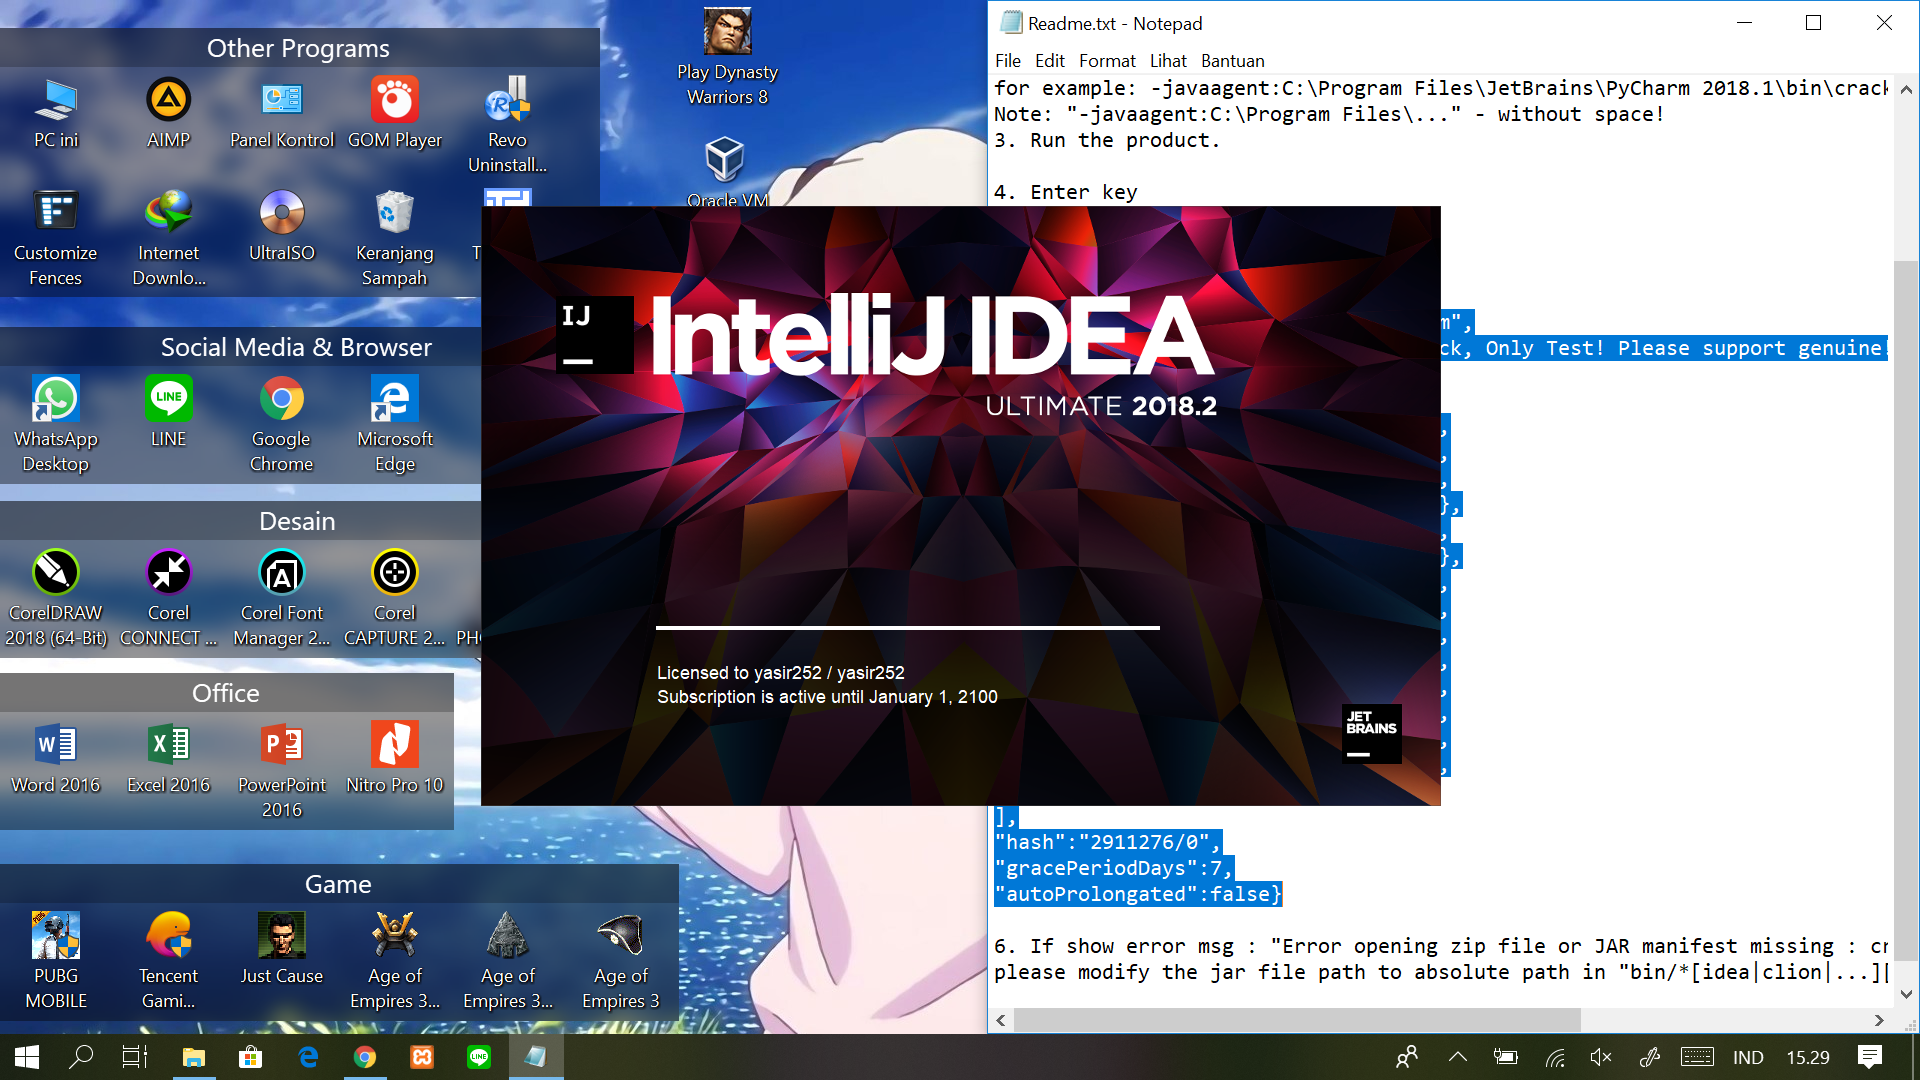 Other Programs
PC ini
AIMP
Panel Kontrol
GOM Player
Revo
Uninstall...
Customize
Fences
Internet
Downlo...
UltraISO
Keranjang
Sampah
T
Social Media & Browser
WhatsApp
Desktop
LINE
LINE
Google
Chrome
Microsoft
Edge
Desain
CorelDRAW
2018 (64-Bit)
Corel
CONNECT ...
Corel Font
Manager 2...
Corel
CAPTURE 2...
PH
Office
Word 2016
Excel 2016
PowerPoint
2016
Nitro Pro 10
Game
PUBG
MOBILE
Tencent
Gami...
Just Cause
Age of
Empires 3...
Age of
Empires 3...
Age of
Empires 3
Play Dynasty
Warriors 8
Oracle VM
IJ
IntelliJ IDEA
ULTIMATE 2018.2
Licensed to yasir252 / yasir252
Subscription is active until January 1, 2100
JET
BRAINS
Readme.txt - Notepad
File Edit Format Lihat Bantuan
for example: -javaagent:C:\Program Files\JetBrains\PyCharm 2018.1\bin\crack
Note: "-javaagent:C:\Program Files\..." - without space!
3. Run the product.
4. Enter key
m",
ck, Only Test! Please support genuine!
,
,
,
},
,
},
,
,
,
,
,
,
,
,
],
"hash":"2911276/0",
"gracePeriodDays":7,
"autoProlongated":false}
6. If show error msg : "Error opening zip file or JAR manifest missing : cr
please modify the jar file path to absolute path in "bin/*[idea|clion|...][
IND
15.29